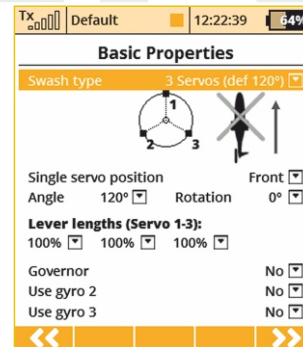 Tx Default 12:22:39 64%
Basic Properties
Swash type 3 Servos (def 120°)
1
2 3
Single servo position Front
Angle 120° Rotation 0°
Lever lengths (Servo 1-3):
100% 100% 100%
Governor No
Use gyro 2 No
Use gyro 3 No